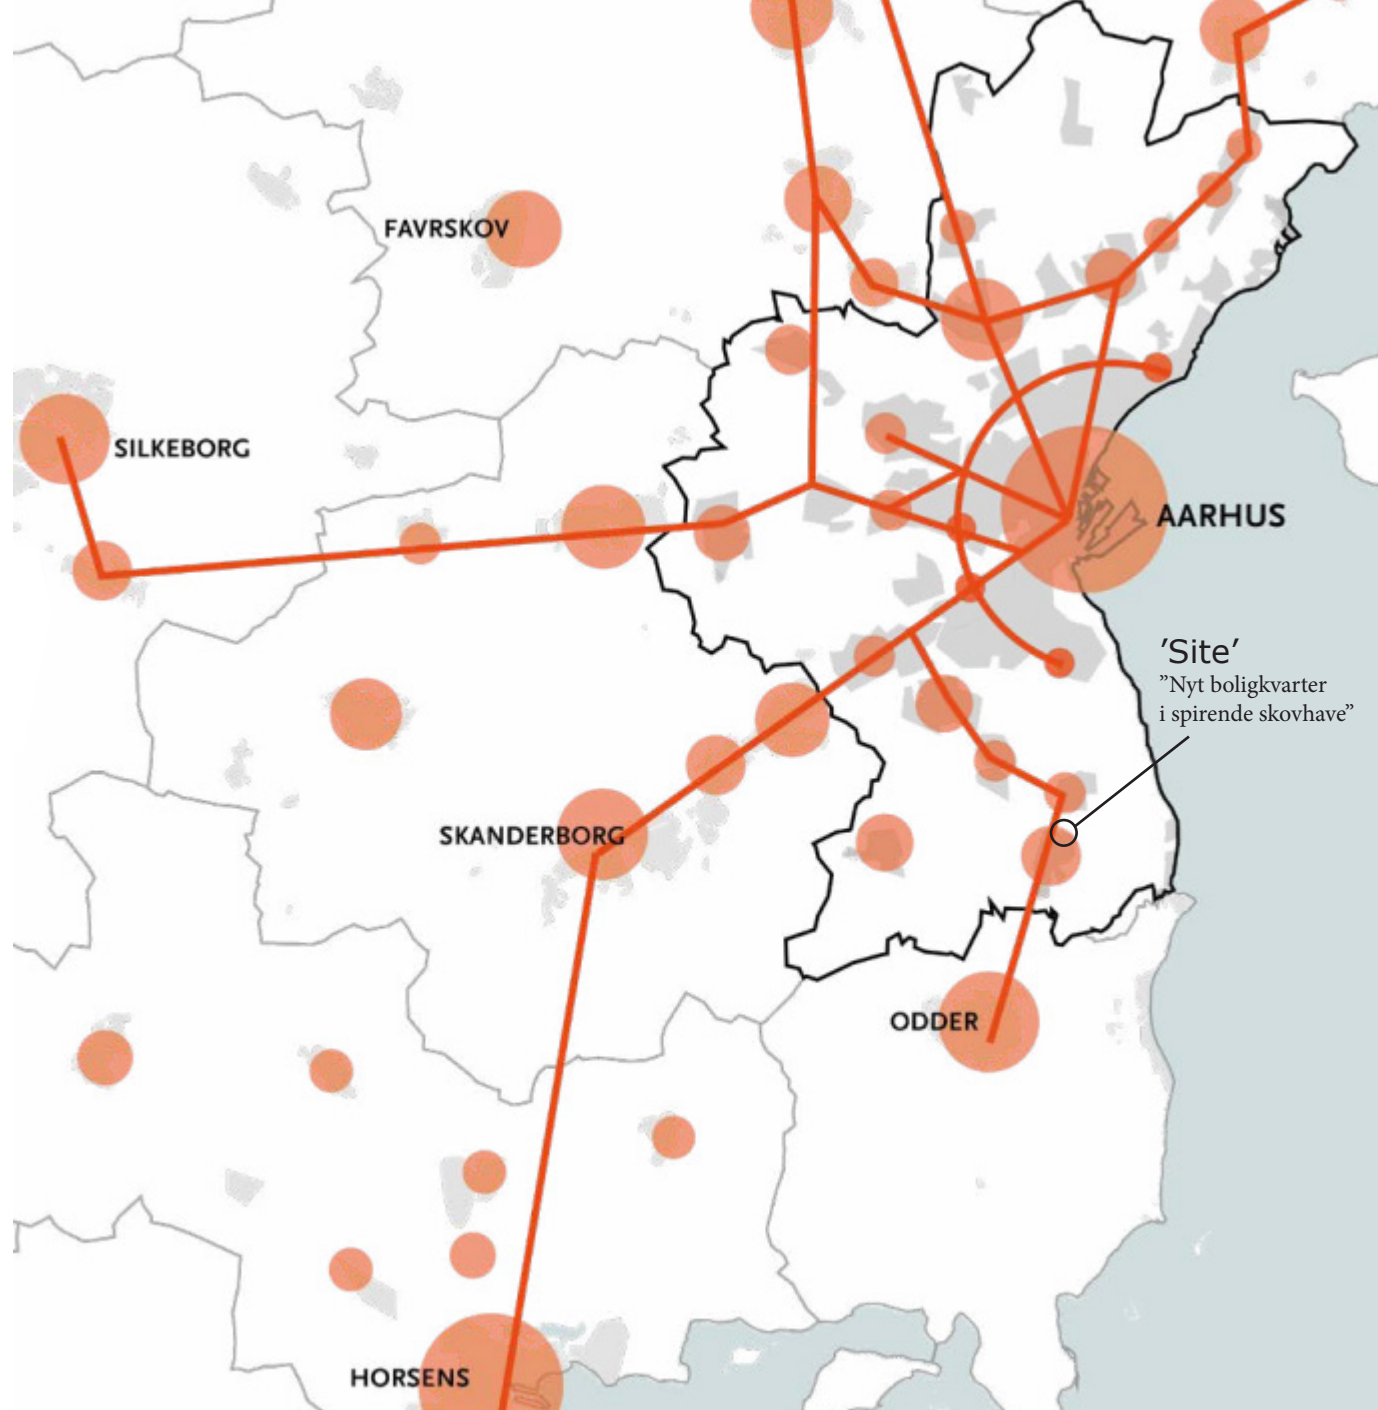 FAVRSKOV
SILKEBORG
AARHUS
’Site’
”Nyt boligkvarter
i spirende skovhave”
SKANDERBORG
ODDER
HORSENS